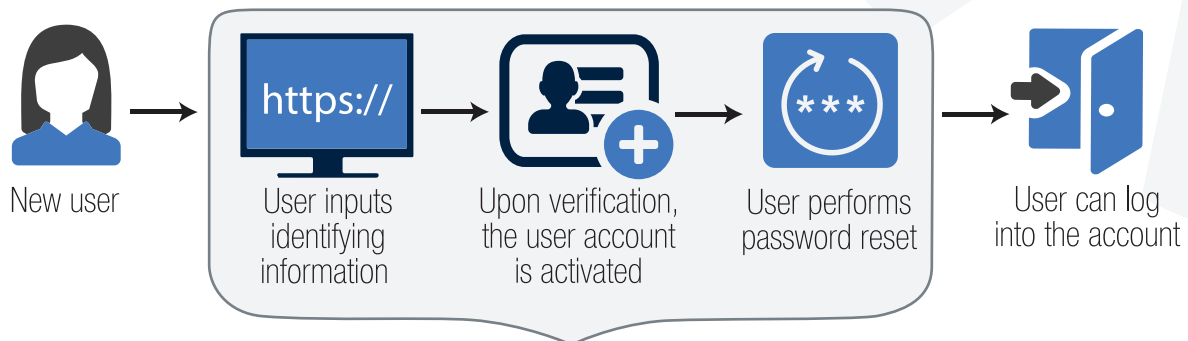 https://
***
New user
User inputs
identifying
information
Upon verification,
the user account
is activated
User performs
password reset
User can log
into the account